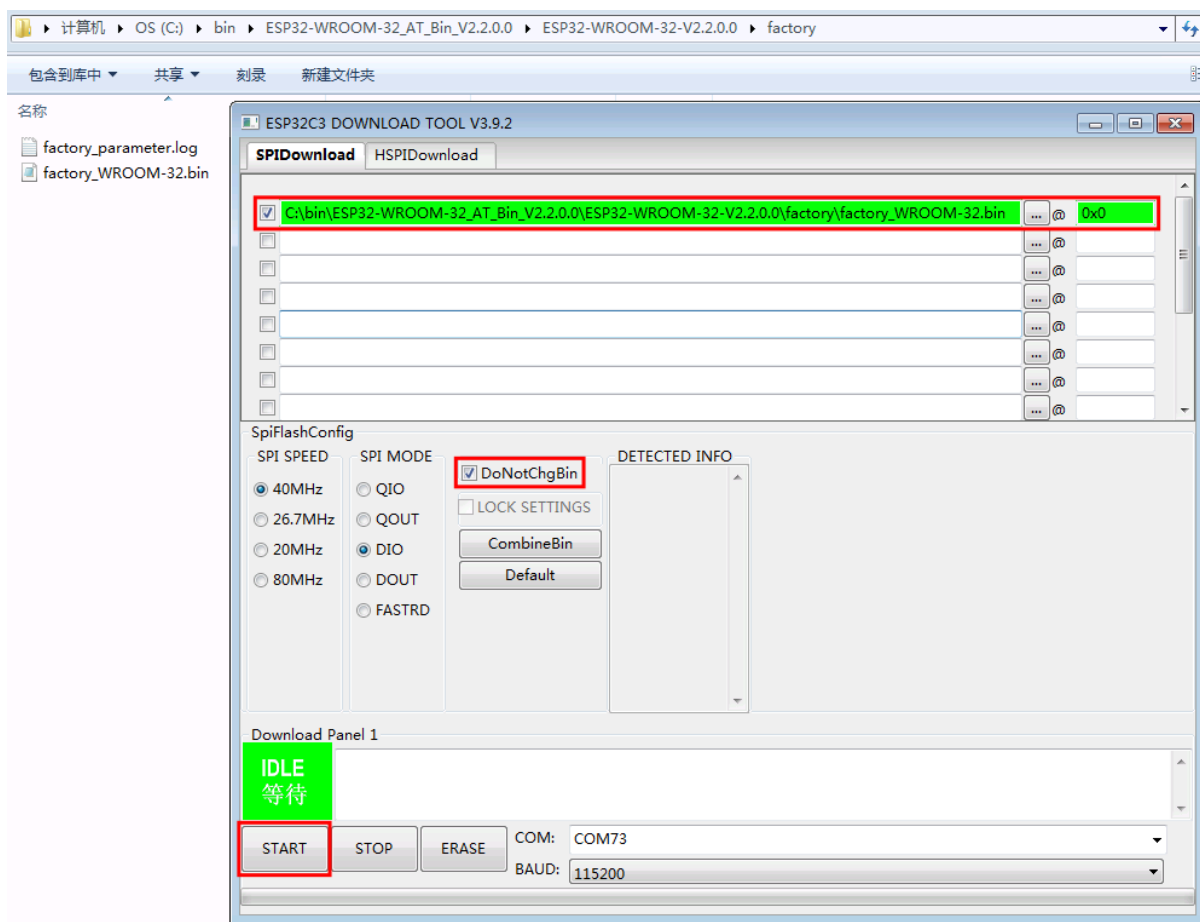 计算机 OS (C:) bin ESP32-WROOM-32_AT_Bin_V2.2.0.0 ESP32-WROOM-32-V2.2.0.0 factory
包含到库中 共享 刻录 新建文件夹
名称
factory_parameter.log
factory_WROOM-32.bin
ESP32C3 DOWNLOAD TOOL V3.9.2
SPIDownload HSPIDownload
C:\bin\ESP32-WROOM-32_AT_Bin_V2.2.0.0\ESP32-WROOM-32-V2.2.0.0\factory\factory_WROOM-32.bin ... @ 0x0
... @
... @
... @
... @
... @
... @
... @
SpiFlashConfig
SPI SPEED
40MHz
26.7MHz
20MHz
80MHz
SPI MODE
QIO
QOUT
DIO
DOUT
FASTRD
DoNotChgBin
LOCK SETTINGS
CombineBin
Default
DETECTED INFO
Download Panel 1
IDLE
等待
START STOP ERASE
COM: COM73
BAUD: 115200